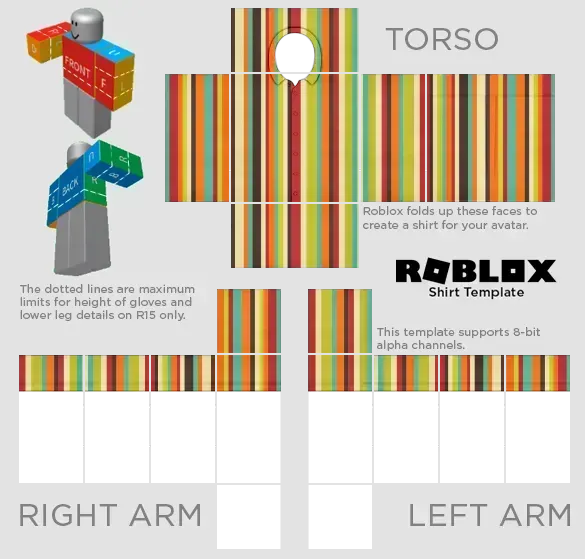 TORSO
FRONT
F
L
U
R
BACK
B
U
B
R
Roblox folds up these faces to
create a shirt for your avatar.
ROBLOX
Shirt Template
The dotted lines are maximum
limits for height of gloves and
lower leg details on R15 only.
This template supports 8-bit
alpha channels.
RIGHT ARM
LEFT ARM